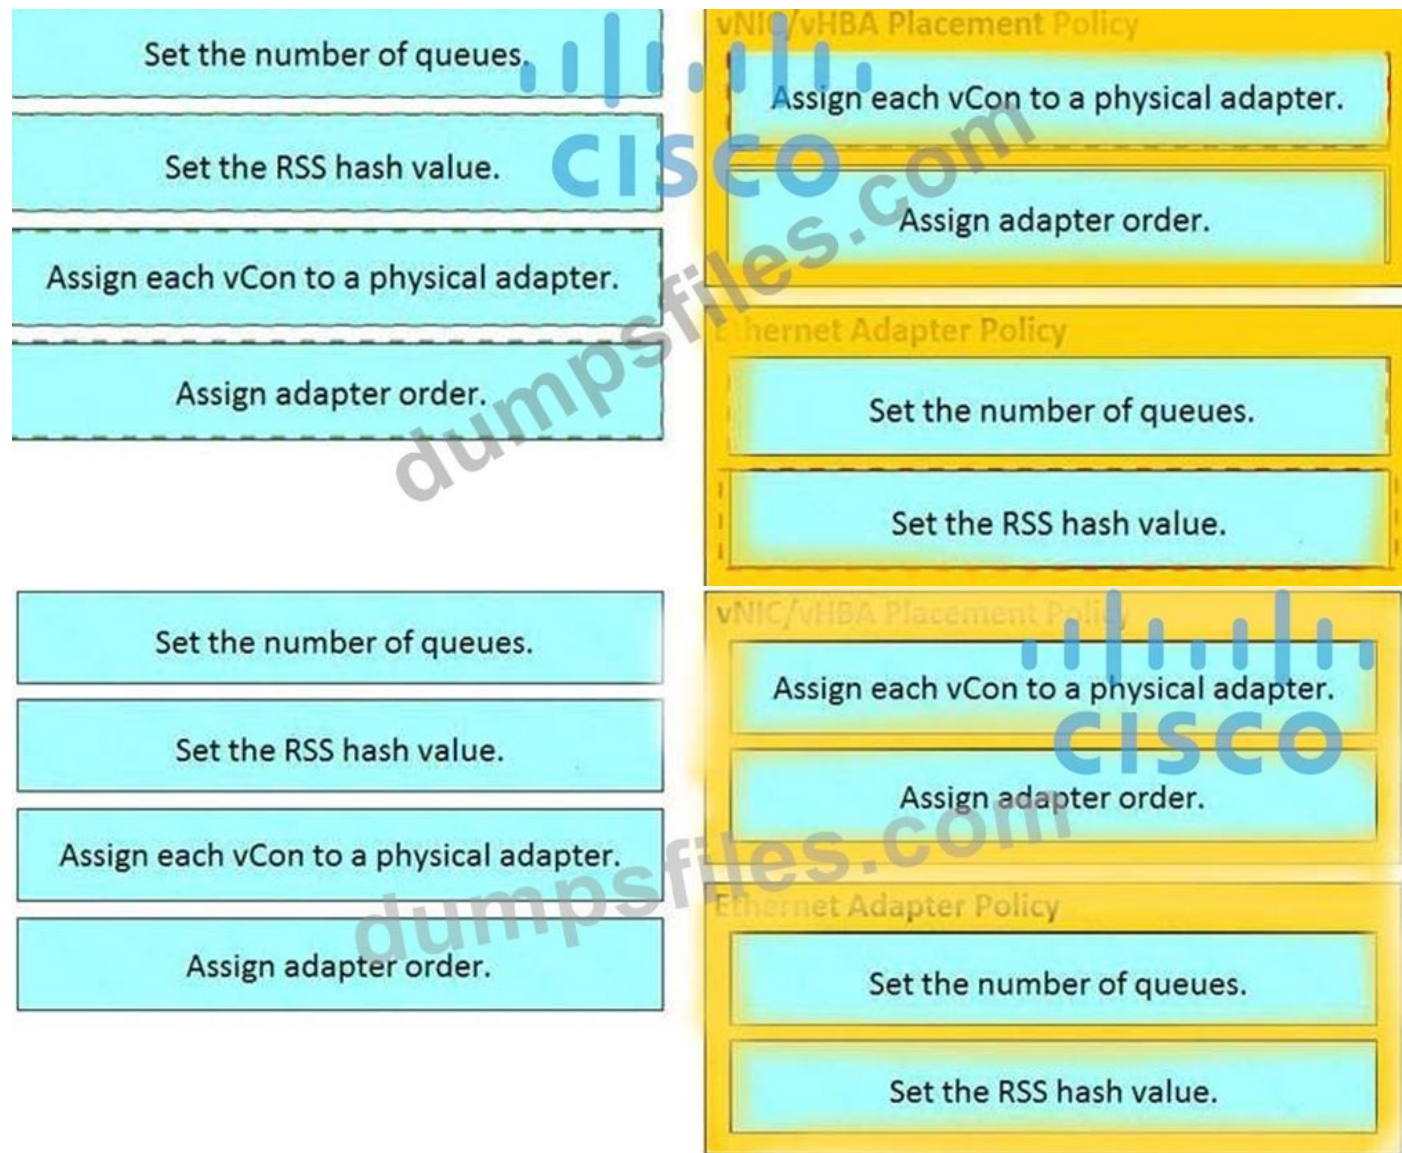 Set the number of queues.
Set the RSS hash value.
Assign each vCon to a physical adapter.
Assign adapter order.
vNIC/vHBA Placement Policy
Assign each vCon to a physical adapter.
Assign adapter order.
Ethernet Adapter Policy
Set the number of queues.
Set the RSS hash value.
CISCO
dumpsfiles.com
Set the number of queues.
Set the RSS hash value.
Assign each vCon to a physical adapter.
Assign adapter order.
vNIC/vHBA Placement Policy
Assign each vCon to a physical adapter.
Assign adapter order.
Ethernet Adapter Policy
Set the number of queues.
Set the RSS hash value.
CISCO
dumpsfiles.com